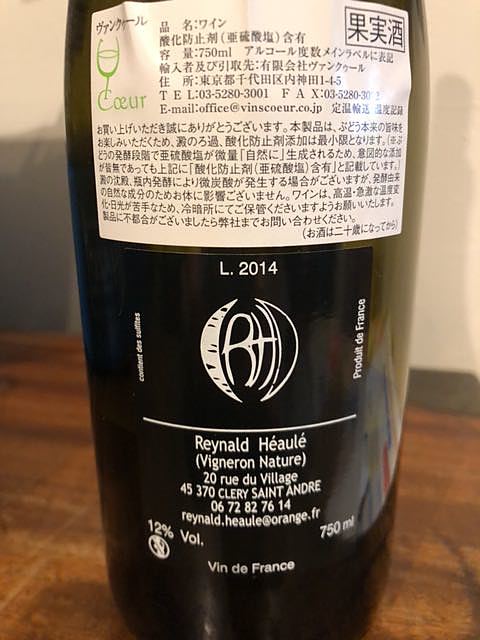 ヴァンクゥール
Cœur
品 名:ワイン
果実酒
酸化防止剤(亜硫酸塩)含有
容 量:750ml アルコール度数メインラベルに表記
輸入者及び引取先:有限会社ヴァンクゥール
住 所:東京都千代田区内神田1-4-5
TEL:03-5280-3001 FAX:03-5280-30
E-mail:office@vinscoeur.co.jp 定温輸送 温度記録
お買い上げいただき誠にありがとうございます。本製品は、ぶどう本来の旨味を
お楽しみいただくため、澱のろ過、酸化防止剤添加は最小限となります。(※ぶ
どうの発酵段階で亜硫酸塩が微量「自然に」生成されるため、意図的な添加
が皆無であっても上記に「酸化防止剤(亜硫酸塩)含有」と記載しています。)
澱の沈殿、瓶内発酵により微炭酸が発生する場合がございますが、発酵由来
の自然な成分のためお体に影響ございません。ワインは、高温・急激な温度変
化・日光が苦手なため、冷暗所にてご保管くださいますようお願いいたします。
製品に不都合がございましたら弊社までお問い合わせください。
(お酒は二十歳になってから)
L. 2014
RH
contient des sulfites
Produit de France
Reynald Héaulé
(Vigneron Nature)
20 rue du Village
45 370 CLERY SAINT ANDRE
06 72 82 76 14
reynald.heaule@orange.fr
12% Vol.
750 ml
Vin de France